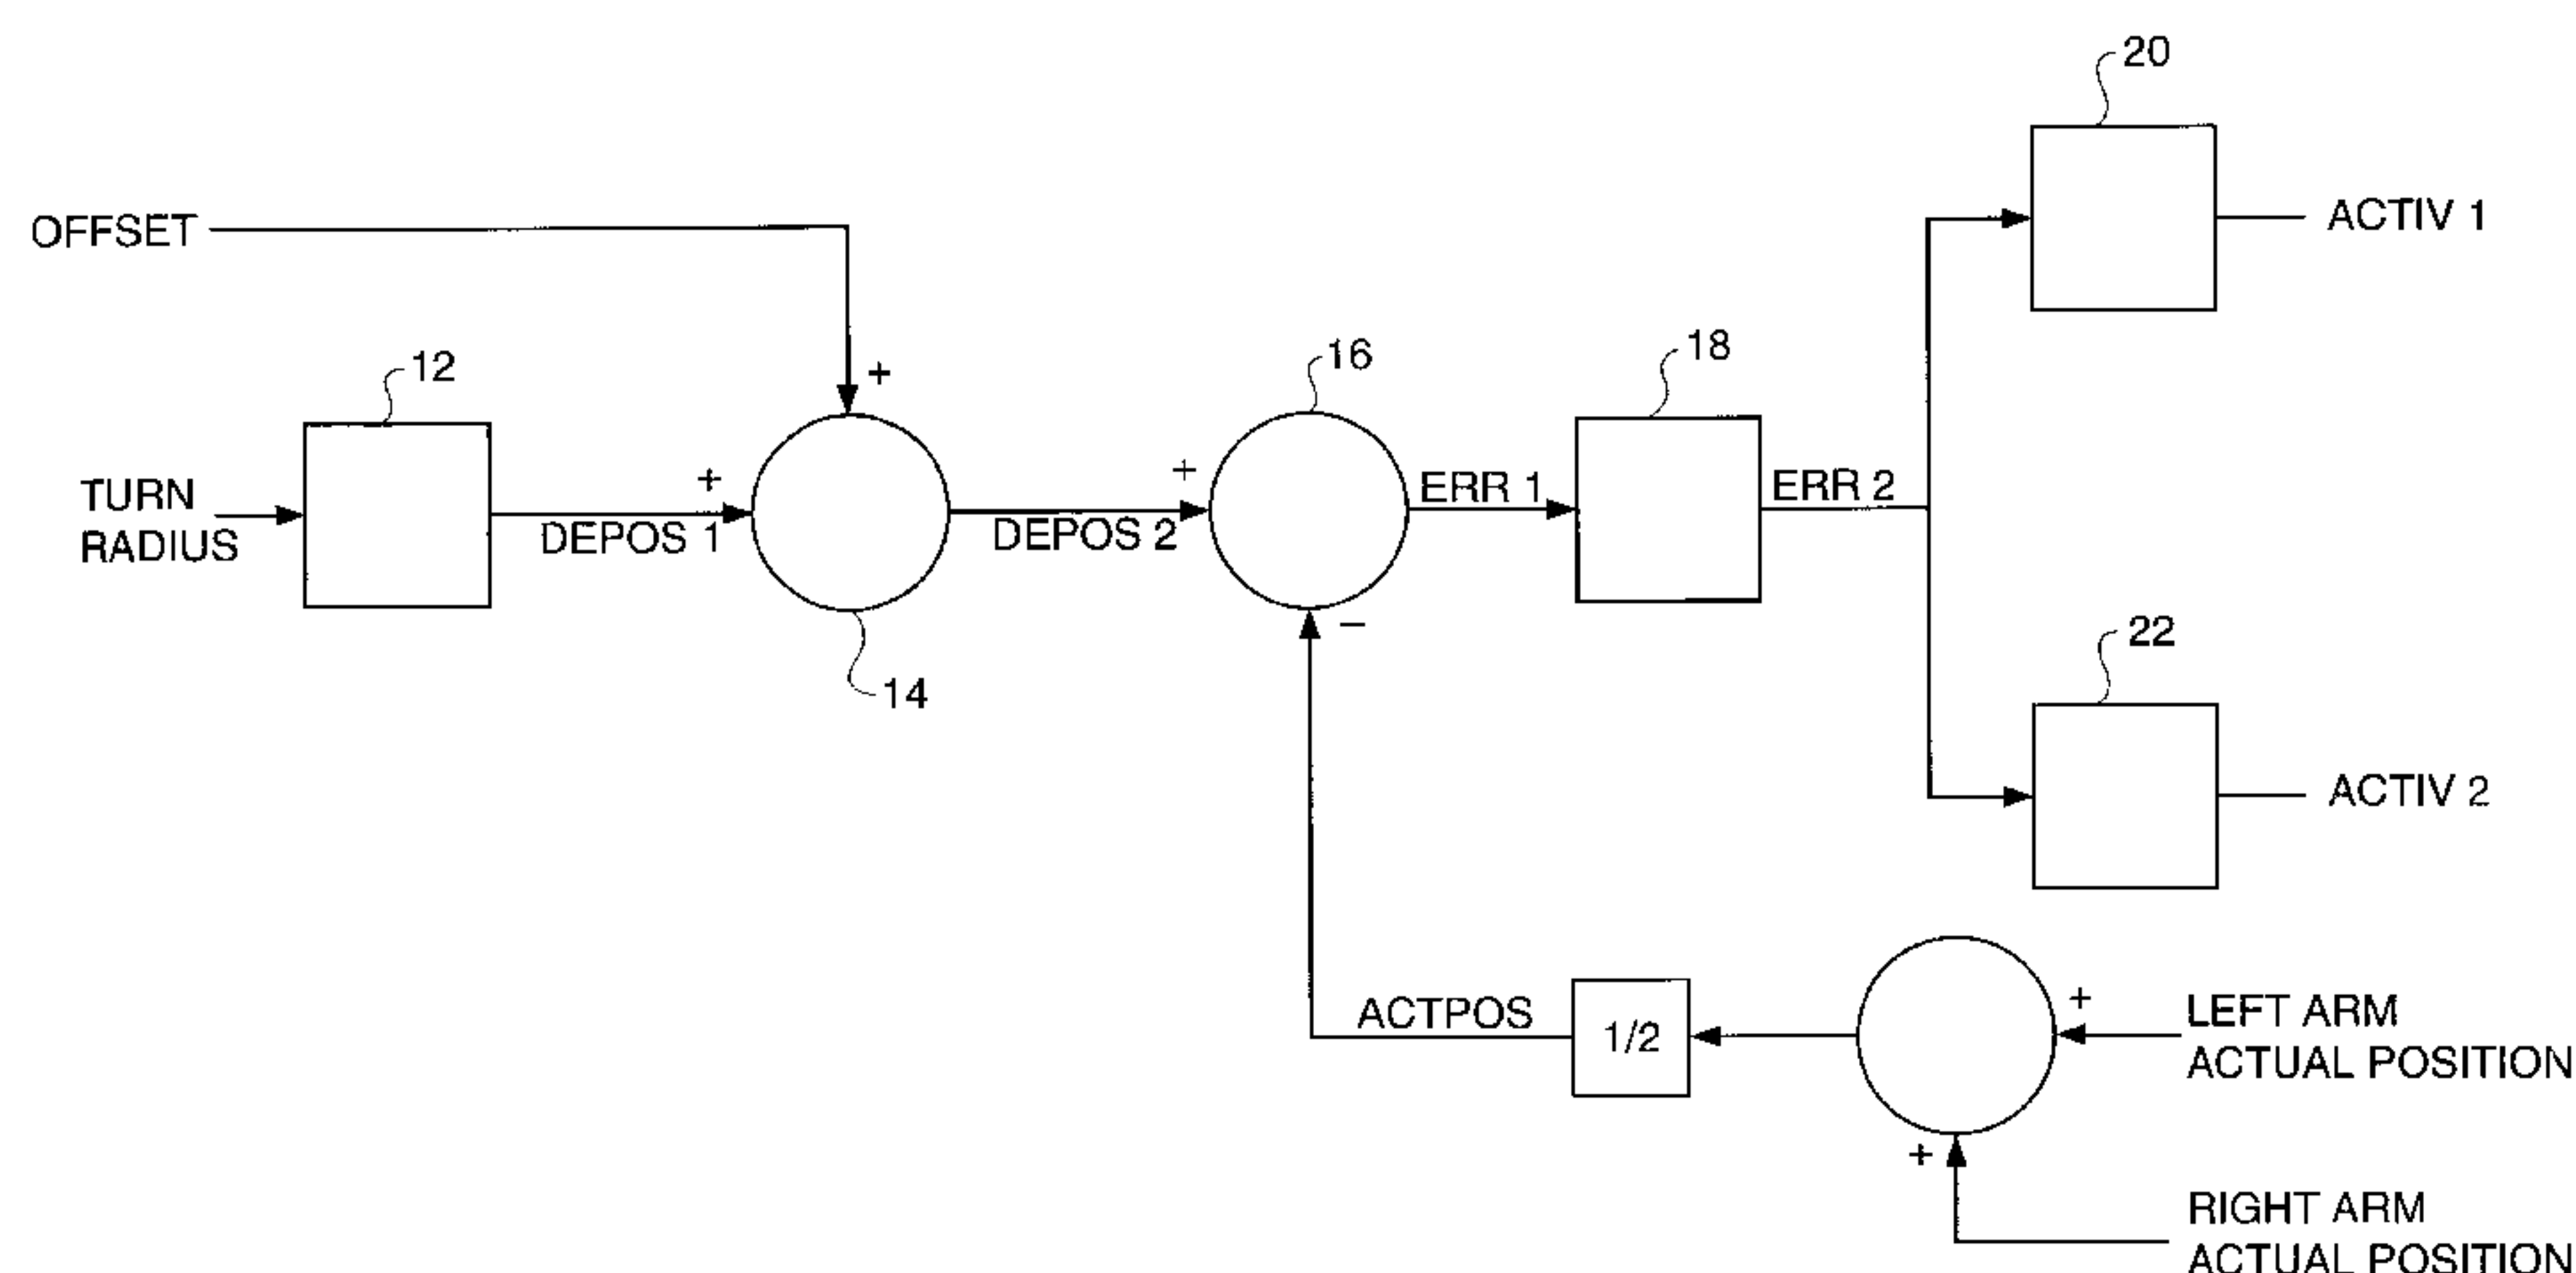 20
OFFSET
ACTIV 1
+
12
16
18
TURN
RADIUS
+
DEPOS 1
+
DEPOS 2
ERR 1
ERR 2
−
14
22
ACTIV 2
ACTPOS
1/2
+
LEFT ARM
ACTUAL POSITION
+
RIGHT ARM
ACTUAL POSITION